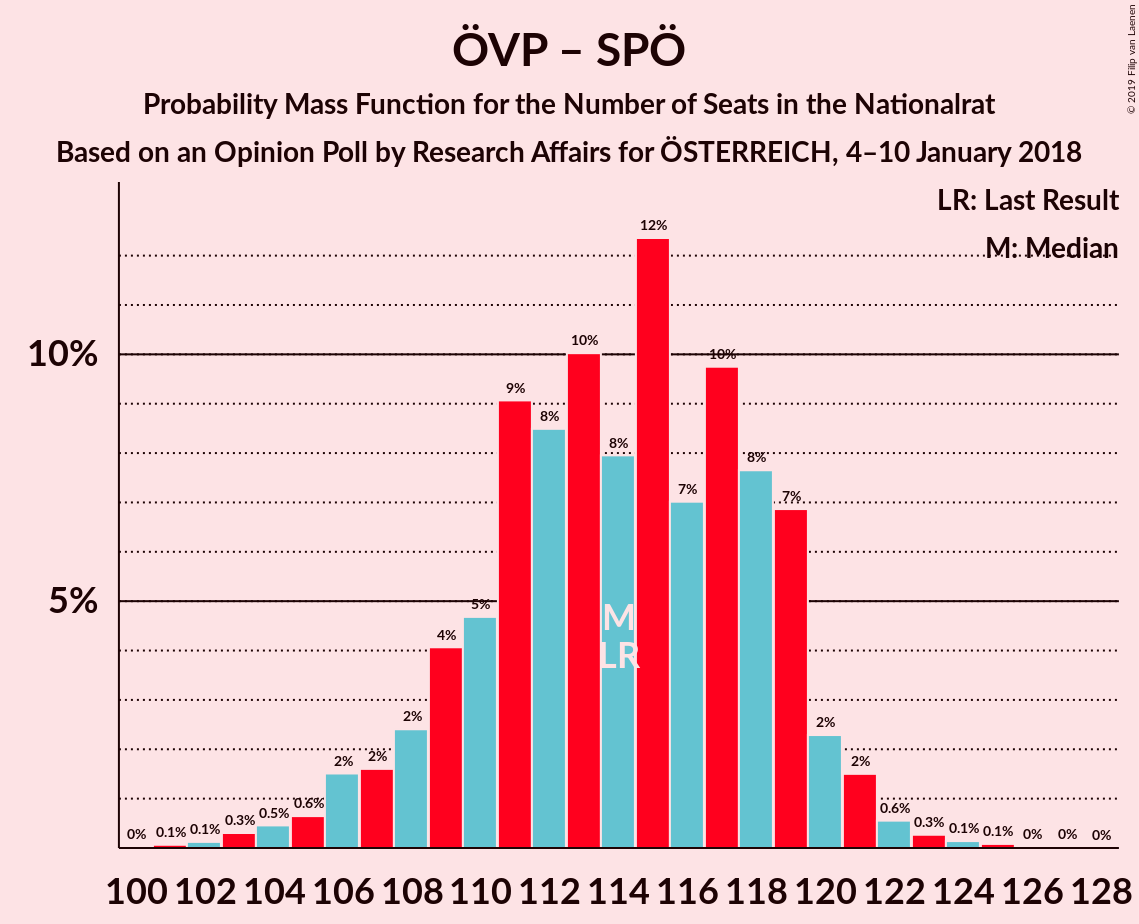 ÖVP – SPÖ
Probability Mass Function for the Number of Seats in the Nationalrat
Based on an Opinion Poll by Research Affairs for ÖSTERREICH, 4–10 January 2018
© 2019 Filip van Laenen
LR: Last Result
M: Median
10%
5%
0% 0.1% 0.1% 0.3% 0.5% 0.6% 2% 2% 2% 4% 5% 9% 8% 10% 8% 12% 7% 10% 8% 7% 2% 2% 0.6% 0.3% 0.1% 0.1% 0% 0% 0%
M
LR
100 102 104 106 108 110 112 114 116 118 120 122 124 126 128